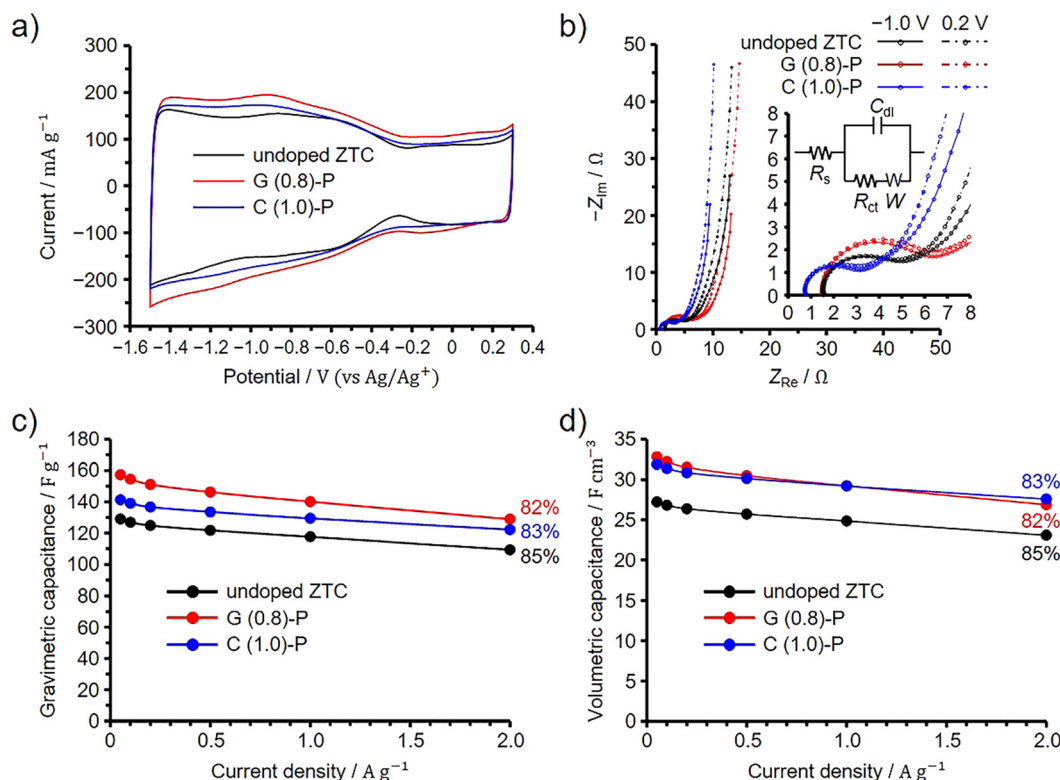 a)
300
200
100
0
−100
−200
−300
Current / mA g⁻¹
undoped ZTC
G (0.8)-P
C (1.0)-P
−1.6 −1.4 −1.2 −1.0 −0.8 −0.6 −0.4 −0.2 0 0.2 0.4
Potential / V (vs Ag/Ag⁺)
b)
−1.0 V 0.2 V
undoped ZTC
G (0.8)-P
C (1.0)-P
−50
−40
−30
−20
−10
0
−Z_Im / Ω
C_dl
R_s
R_ct W
8
7
6
5
4
3
2
1
0
0 1 2 3 4 5 6 7 8
0 10 20 30 40 50
Z_Re / Ω
c)
180
160
140
120
100
80
60
40
20
0
Gravimetric capacitance / F g⁻¹
82%
83%
85%
undoped ZTC
G (0.8)-P
C (1.0)-P
0 0.5 1.0 1.5 2.0
Current density / A g⁻¹
d)
35
30
25
20
15
10
5
0
Volumetric capacitance / F cm⁻³
83%
82%
85%
undoped ZTC
G (0.8)-P
C (1.0)-P
0 0.5 1.0 1.5 2.0
Current density / A g⁻¹